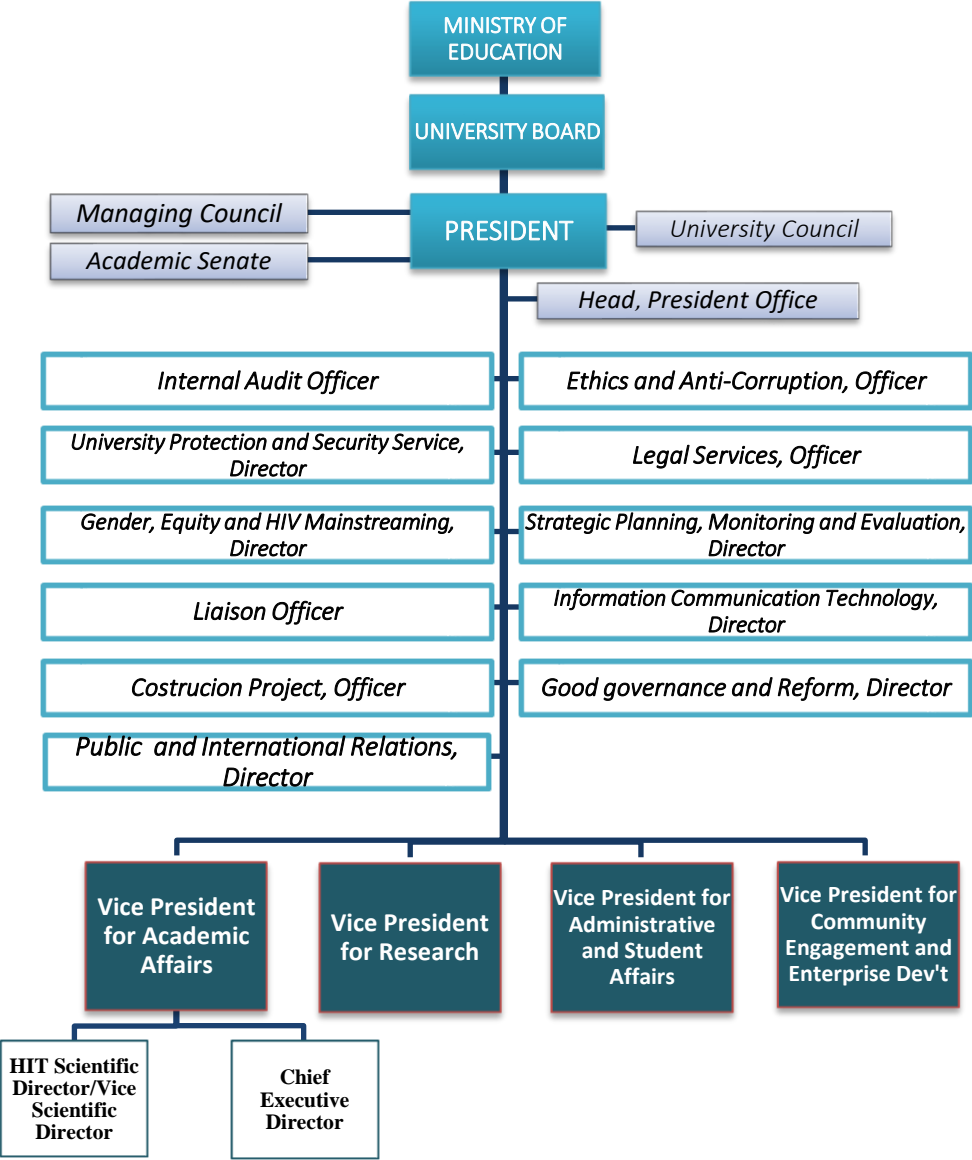 MINISTRY OF
EDUCATION
UNIVERSITY BOARD
Managing Council
PRESIDENT
University Council
Academic Senate
Head, President Office
Internal Audit Officer
Ethics and Anti-Corruption, Officer
University Protection and Security Service,
Director
Legal Services, Officer
Gender, Equity and HIV Mainstreaming,
Director
Strategic Planning, Monitoring and Evaluation,
Director
Liaison Officer
Information Communication Technology,
Director
Costrucion Project, Officer
Good governance and Reform, Director
Public and International Relations,
Director
Vice President
for Academic
Affairs
Vice President
for Research
Vice President for
Administrative
and Student
Affairs
Vice President for
Community
Engagement and
Enterprise Dev't
HIT Scientific
Director/Vice
Scientific
Director
Chief
Executive
Director